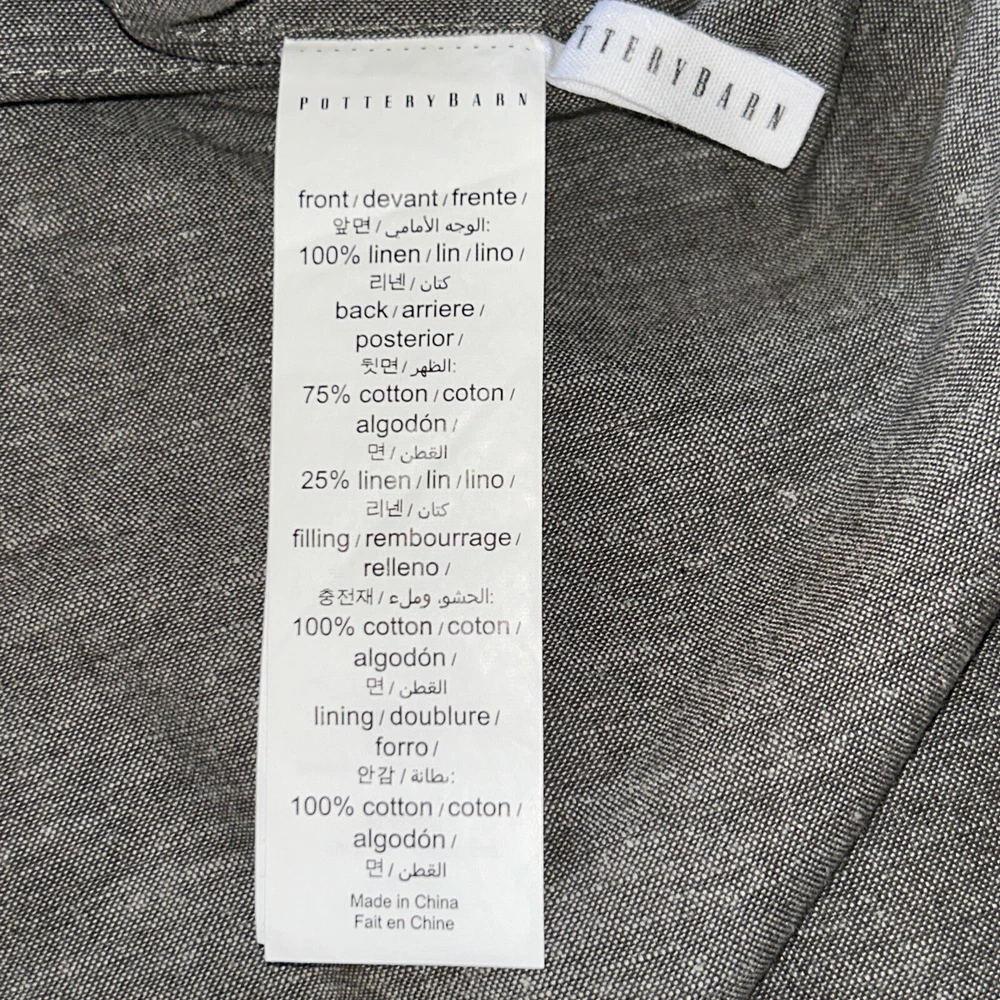 POTTERYBARN
TTERYBARN
front / devant / frente /
앞면 / الوجه الأمامي:
100% linen / lin / lino /
리넨 / كتان
back / arriere /
posterior /
뒷면 / الظهر:
75% cotton / coton /
algodón /
면 / القطن
25% linen / lin / lino /
리넨 / كتان
filling / rembourrage /
relleno /
충전재 / الحشو، وملء:
100% cotton / coton /
algodón /
면 / القطن
lining / doublure /
forro /
안감 / بطانة:
100% cotton / coton /
algodón /
면 / القطن
Made in China
Fait en Chine